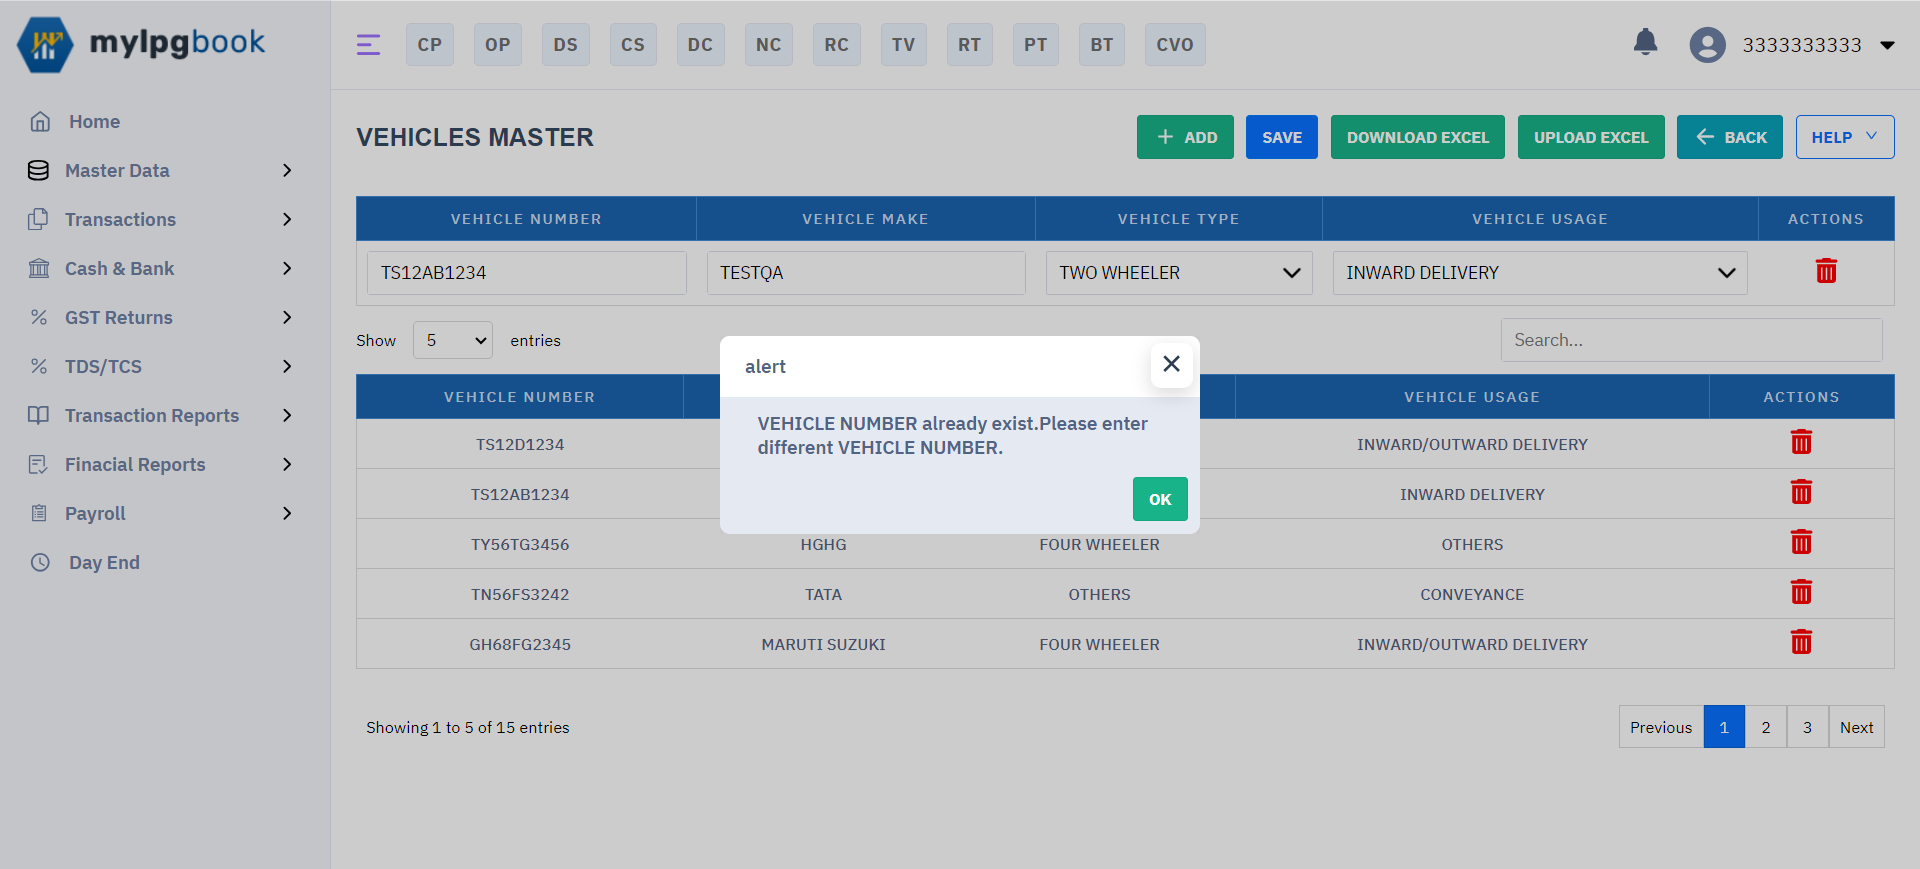 mylpgbook
CP OP DS CS DC NC RC TV RT PT BT CVO
3333333333
Home
Master Data
Transactions
Cash & Bank
GST Returns
TDS/TCS
Transaction Reports
Finacial Reports
Payroll
Day End
VEHICLES MASTER
ADD SAVE DOWNLOAD EXCEL UPLOAD EXCEL BACK HELP
VEHICLE NUMBER VEHICLE MAKE VEHICLE TYPE VEHICLE USAGE ACTIONS
TS12AB1234 TESTQA TWO WHEELER INWARD DELIVERY
Show 5 entries Search...
alert
VEHICLE NUMBER already exist.Please enter
different VEHICLE NUMBER.
OK
VEHICLE NUMBER VEHICLE USAGE ACTIONS
TS12D1234 INWARD/OUTWARD DELIVERY
TS12AB1234 INWARD DELIVERY
TY56TG3456 HGHG FOUR WHEELER OTHERS
TN56FS3242 TATA OTHERS CONVEYANCE
GH68FG2345 MARUTI SUZUKI FOUR WHEELER INWARD/OUTWARD DELIVERY
Showing 1 to 5 of 15 entries
Previous 1 2 3 Next